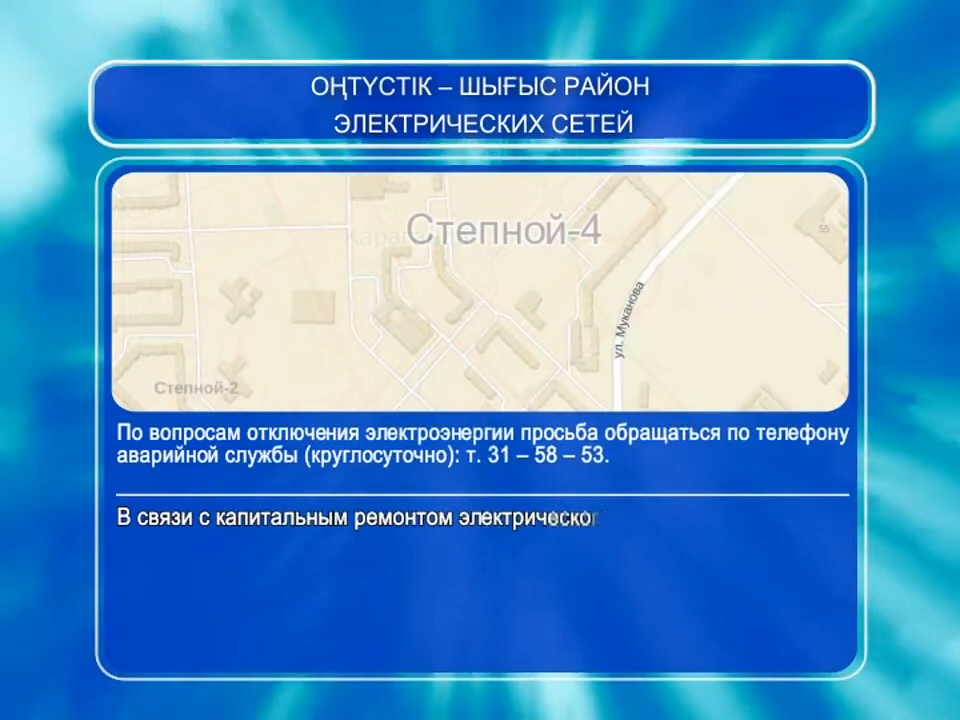 ОҢТҮСТІК – ШЫҒЫС РАЙОН
ЭЛЕКТРИЧЕСКИХ СЕТЕЙ
Степной-4
55
ул. Муканова
Степной-2
По вопросам отключения электроэнергии просьба обращаться по телефону
аварийной службы (круглосуточно): т. 31 – 58 – 53.
В связи с капитальным ремонтом